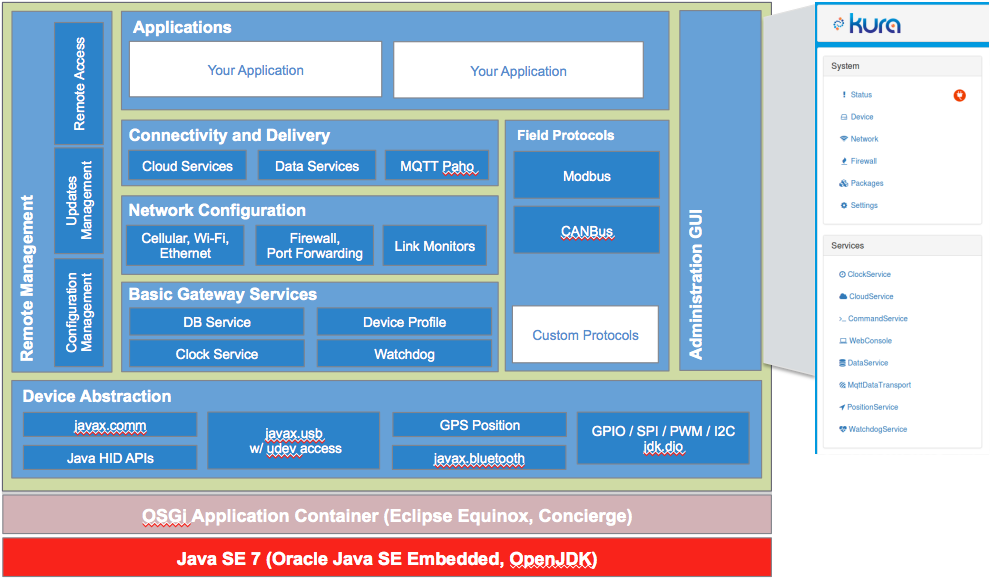 Remote Management
Remote Access
Updates
Management
Configuration
Management
Applications
Your Application
Your Application
Connectivity and Delivery
Cloud Services
Data Services
MQTT Paho
Network Configuration
Cellular, Wi-Fi,
Ethernet
Firewall,
Port Forwarding
Link Monitors
Basic Gateway Services
DB Service
Device Profile
Clock Service
Watchdog
Field Protocols
Modbus
CANBus
Custom Protocols
Administration GUI
Device Abstraction
javax.comm
Java HID APIs
javax.usb
w/ udev access
GPS Position
javax.bluetooth
GPIO / SPI / PWM / I2C
jdk.dio
OSGi Application Container (Eclipse Equinox, Concierge)
Java SE 7 (Oracle Java SE Embedded, OpenJDK)
kura
System
Status
Device
Network
Firewall
Packages
Settings
Services
ClockService
CloudService
CommandService
WebConsole
DataService
MqttDataTransport
PositionService
WatchdogService